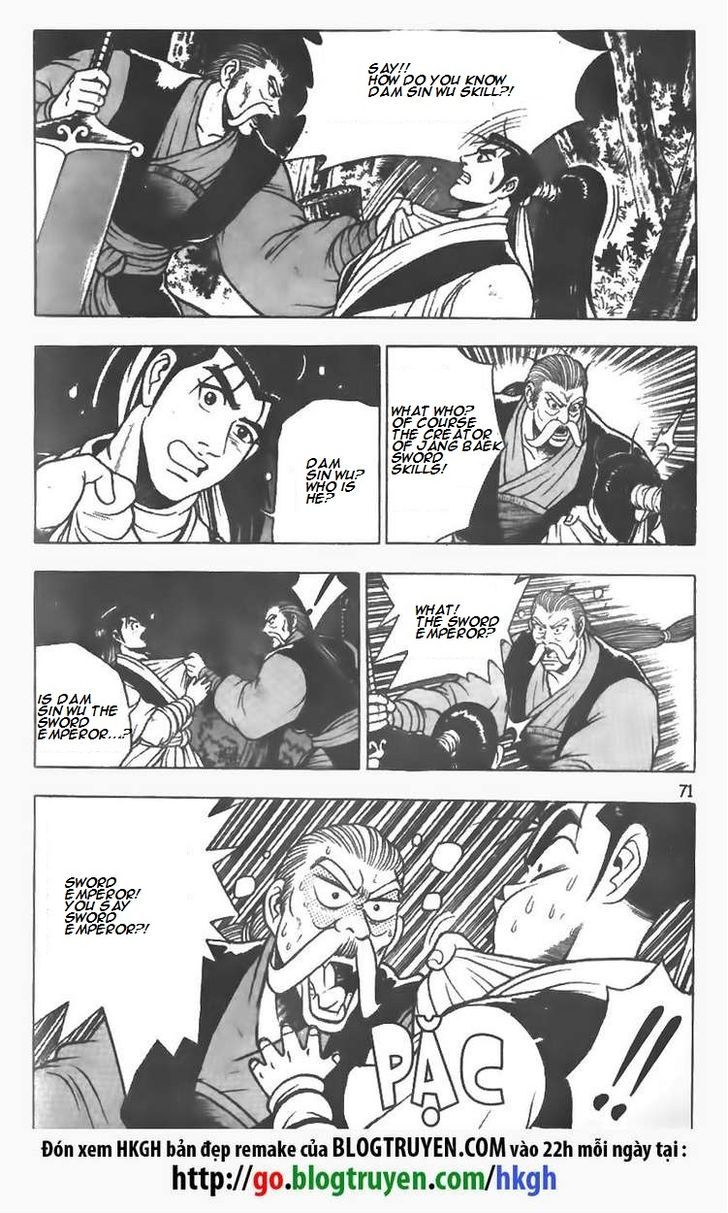 SAY!!
HOW DO YOU KNOW
DAM SIN WU SKILL?!
DAM
SIN WU?
WHO IS
HE?
WHAT WHO?
OF COURSE
THE CREATOR
OF JANG BAEK
SWORD
SKILLS!
IS DAM
SIN WU THE
SWORD
EMPEROR...?
WHAT!
THE SWORD
EMPEROR?
71
SWORD
EMPEROR!
YOU SAY
SWORD
EMPEROR?!
PẶC
!!
Đón xem HKGH bản đẹp remake của BLOGTRUYEN.COM vào 22h mỗi ngày tại :
http://go.blogtruyen.com/hkgh